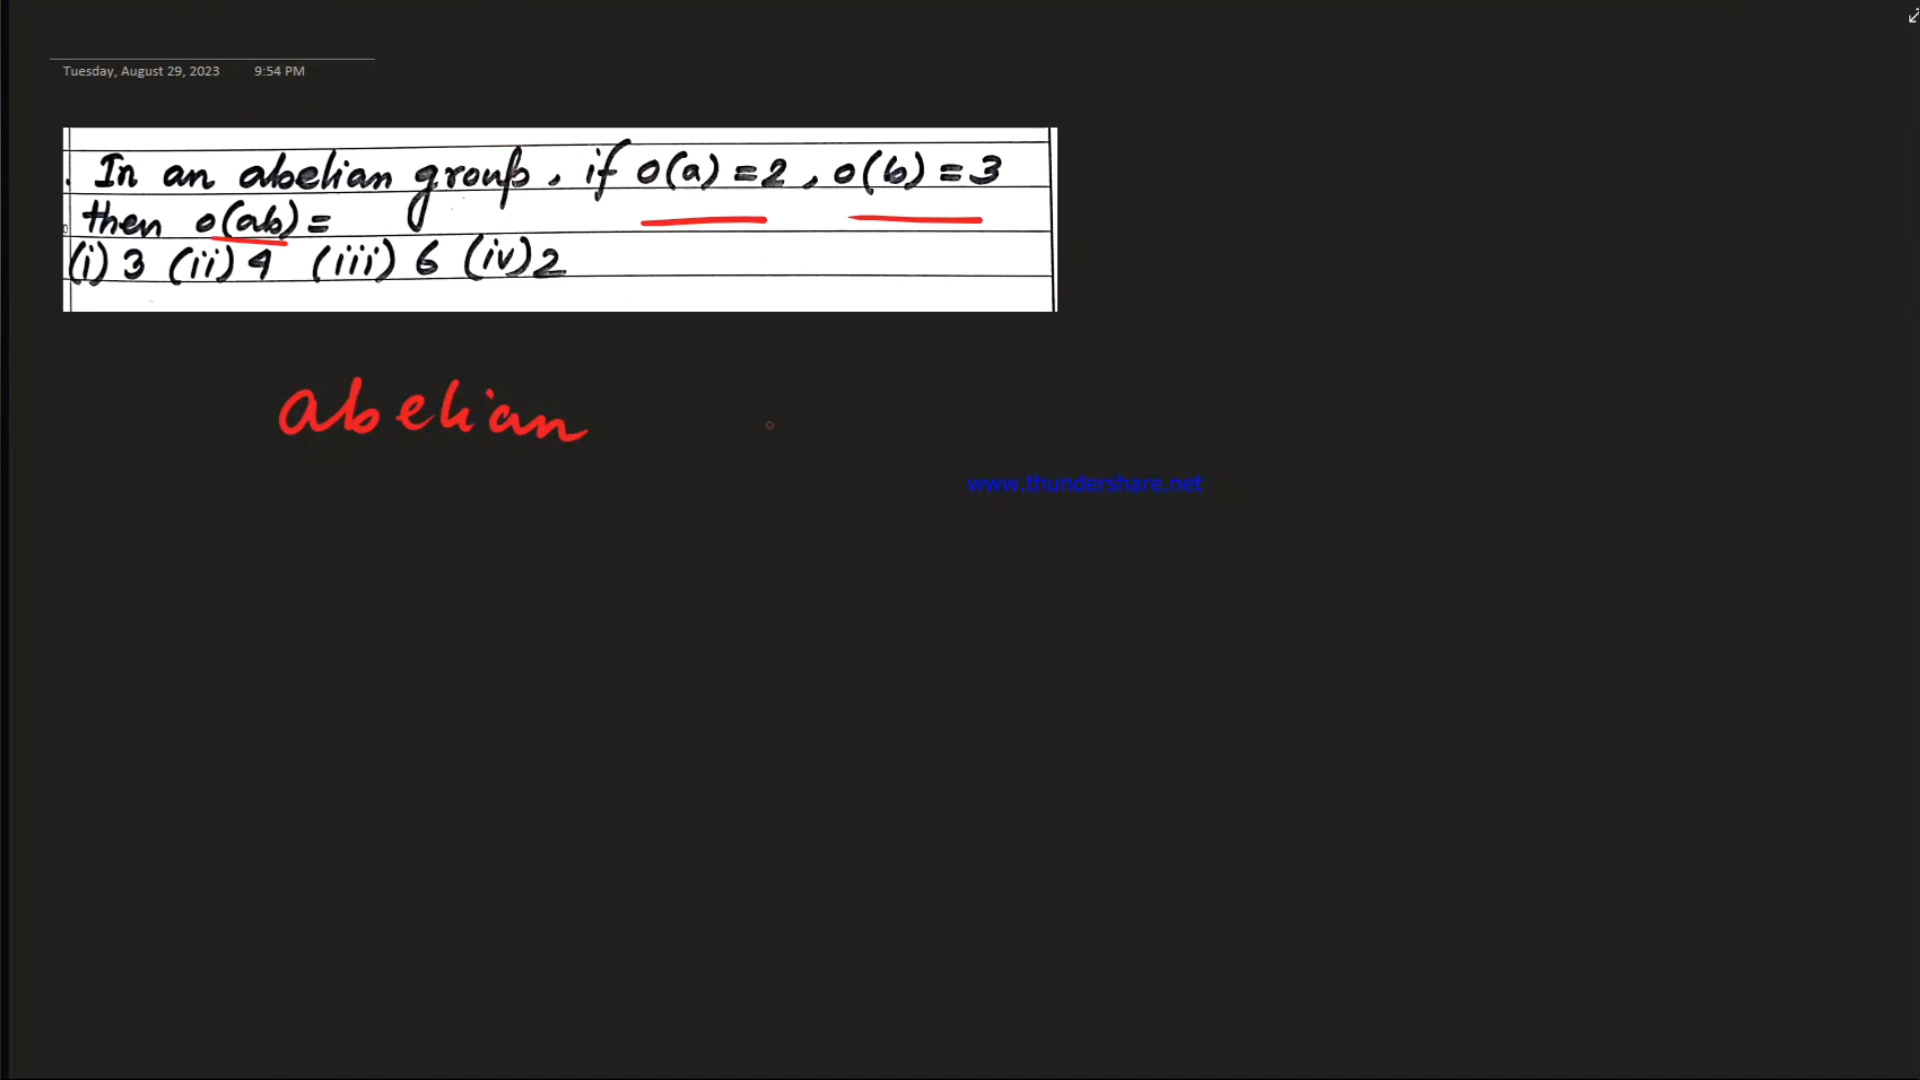 Tuesday, August 29, 2023 9:54 PM
In an abelian group, if o(a) = 2, o(b) = 3
then o(ab) =
(i) 3 (ii) 4 (iii) 6 (iv) 2
abelian
www.thundershare.net